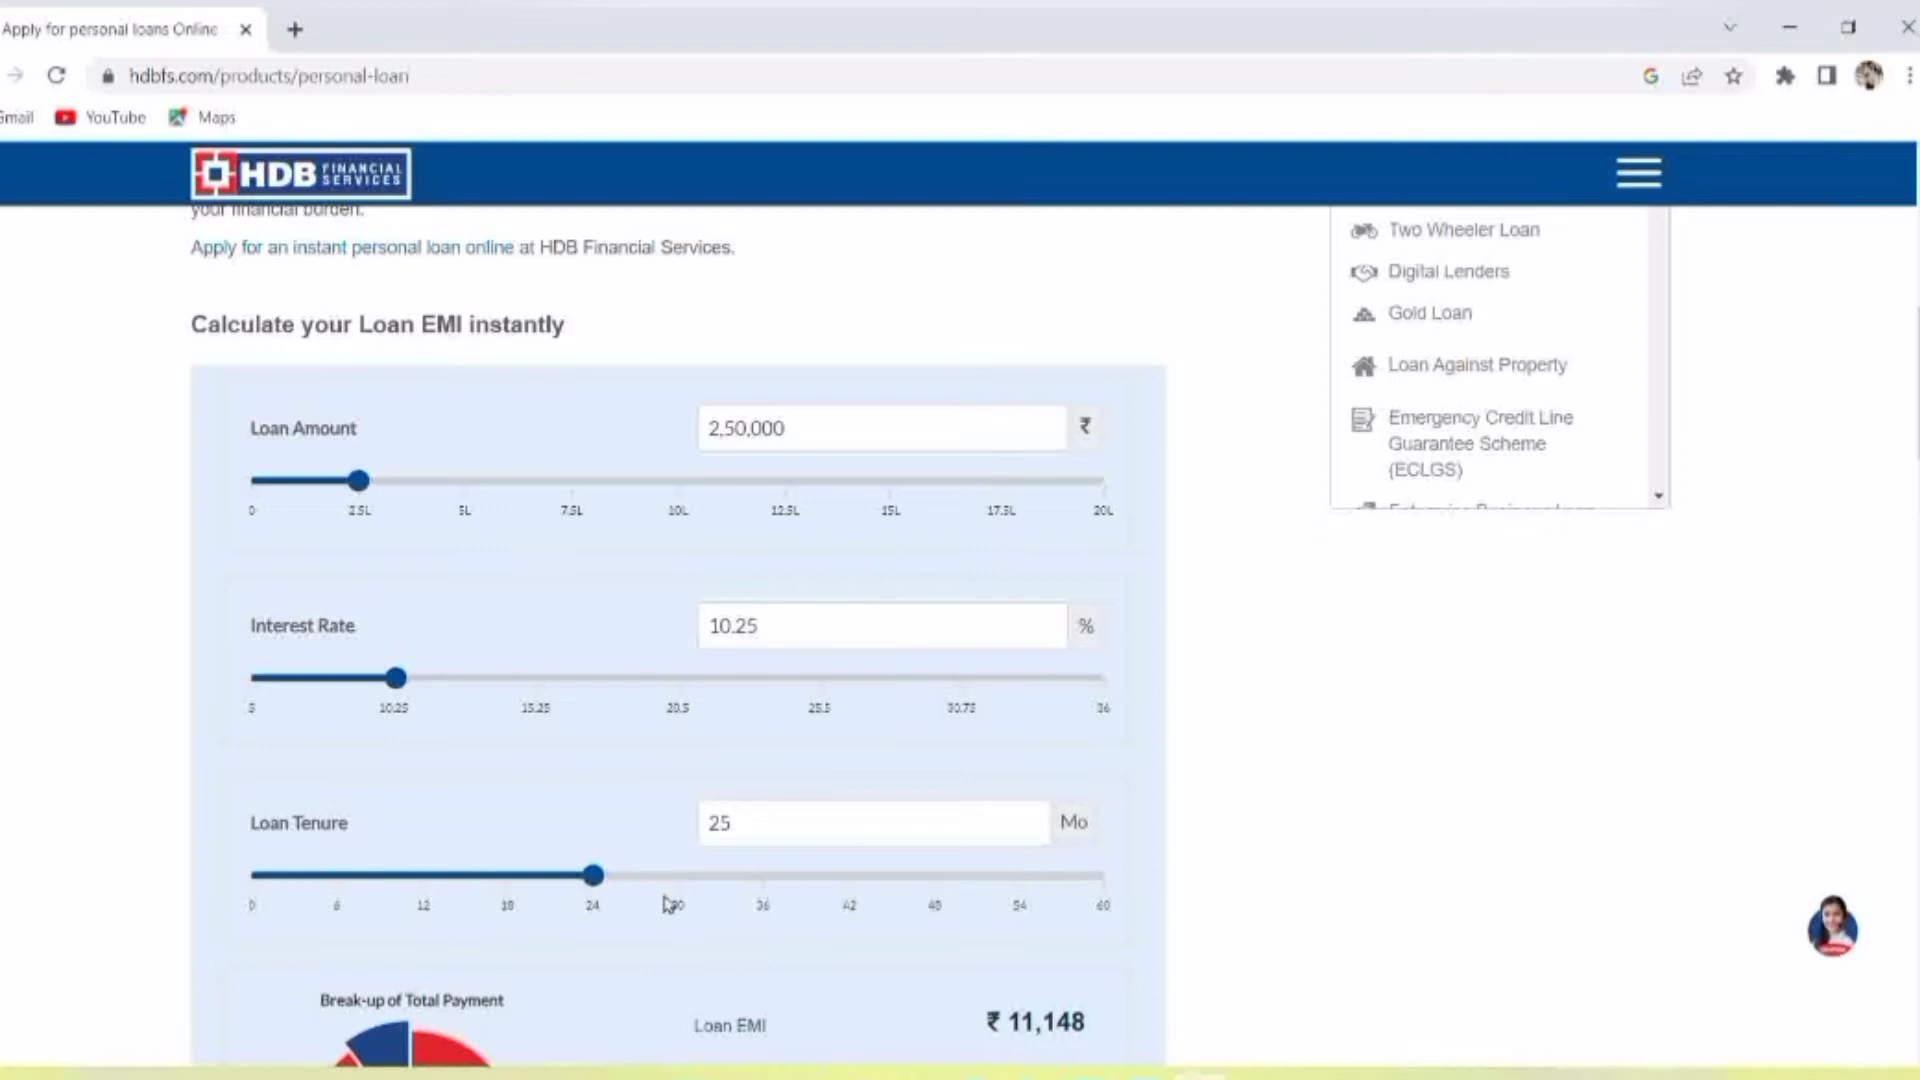 Apply for personal loans Online
hdbfs.com/products/personal-loan
Gmail YouTube Maps
HDB FINANCIAL SERVICES
your financial burden.
Apply for an instant personal loan online at HDB Financial Services.
Calculate your Loan EMI instantly
Loan Amount 2,50,000 ₹
0 2.5L 5L 7.5L 10L 12.5L 15L 17.5L 20L
Interest Rate 10.25 %
5 10.25 15.25 20.5 25.5 30.75 36
Loan Tenure 25 Mo
0 6 12 18 24 30 36 42 48 54 60
Break-up of Total Payment
Loan EMI ₹ 11,148
Two Wheeler Loan
Digital Lenders
Gold Loan
Loan Against Property
Emergency Credit Line
Guarantee Scheme
(ECLGS)